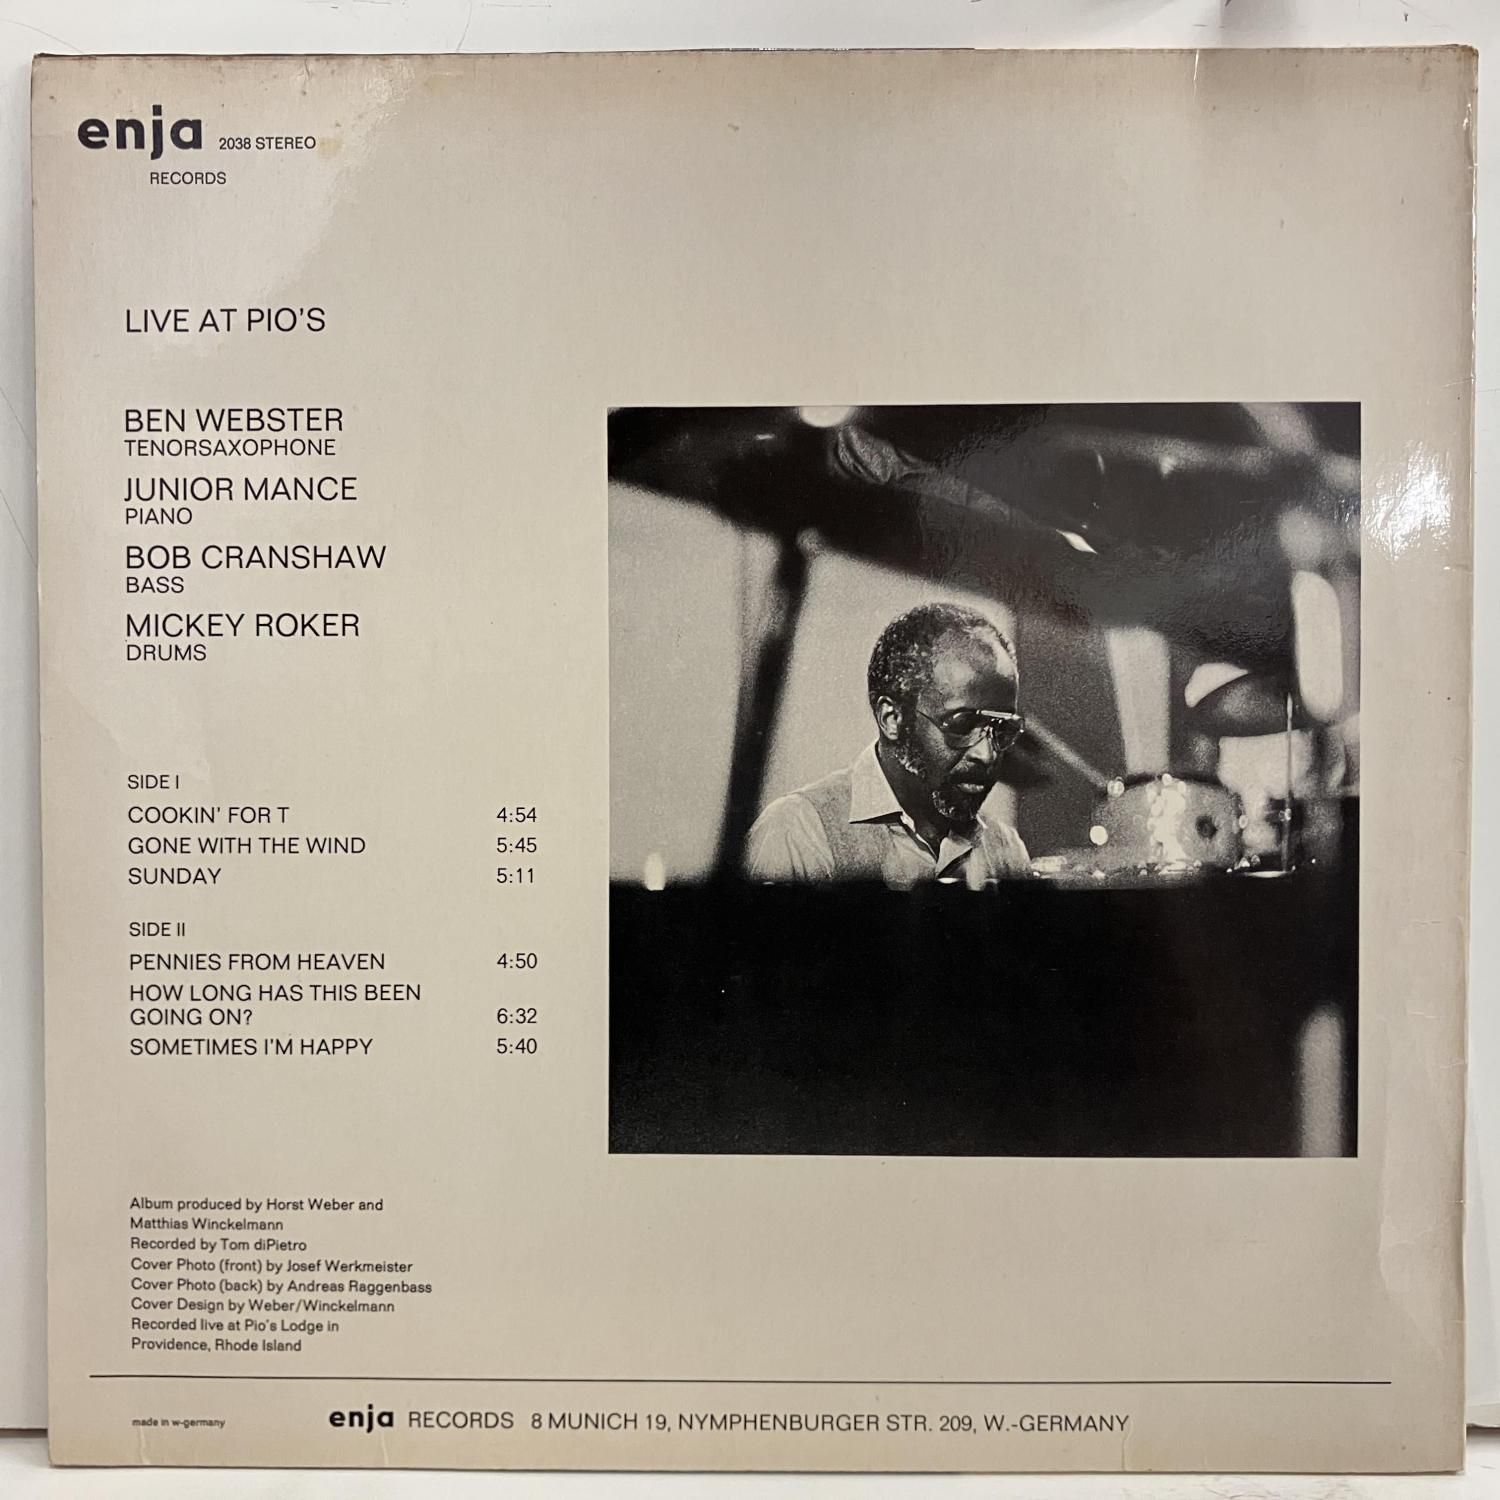 enja 2038 STEREO
RECORDS
LIVE AT PIO'S
BEN WEBSTER
TENORSAXOPHONE
JUNIOR MANCE
PIANO
BOB CRANSHAW
BASS
MICKEY ROKER
DRUMS
SIDE I
COOKIN' FOR T 4:54
GONE WITH THE WIND 5:45
SUNDAY 5:11
SIDE II
PENNIES FROM HEAVEN 4:50
HOW LONG HAS THIS BEEN
GOING ON? 6:32
SOMETIMES I'M HAPPY 5:40
Album produced by Horst Weber and
Matthias Winckelmann
Recorded by Tom diPietro
Cover Photo (front) by Josef Werkmeister
Cover Photo (back) by Andreas Raggenbass
Cover Design by Weber/Winckelmann
Recorded live at Pio's Lodge in
Providence, Rhode Island
made in w-germany enja RECORDS 8 MUNICH 19, NYMPHENBURGER STR. 209, W.-GERMANY